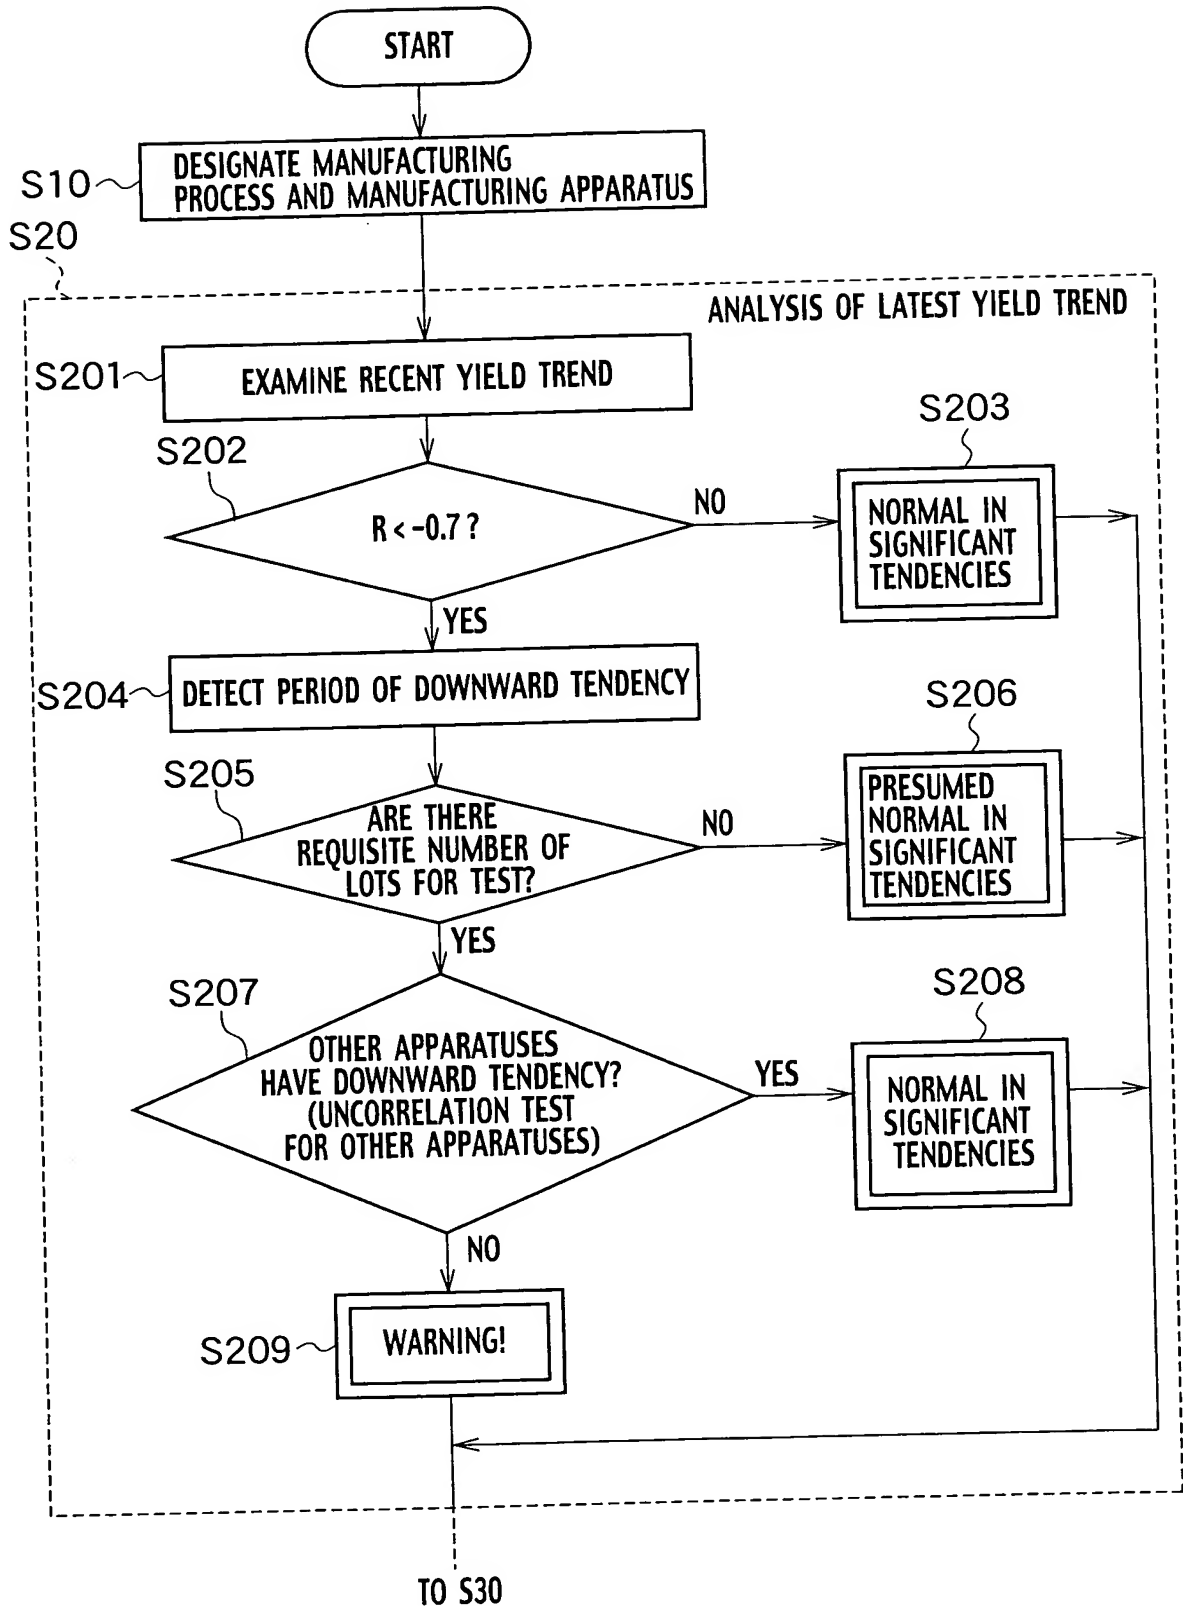 START
S10
DESIGNATE MANUFACTURING
PROCESS AND MANUFACTURING APPARATUS
S20
ANALYSIS OF LATEST YIELD TREND
S201
EXAMINE RECENT YIELD TREND
S202
R < -0.7 ?
NO
S203
NORMAL IN
SIGNIFICANT
TENDENCIES
YES
S204
DETECT PERIOD OF DOWNWARD TENDENCY
S205
ARE THERE
REQUISITE NUMBER OF
LOTS FOR TEST?
NO
S206
PRESUMED
NORMAL IN
SIGNIFICANT
TENDENCIES
YES
S207
OTHER APPARATUSES
HAVE DOWNWARD TENDENCY?
(UNCORRELATION TEST
FOR OTHER APPARATUSES)
YES
S208
NORMAL IN
SIGNIFICANT
TENDENCIES
NO
S209
WARNING!
TO S30